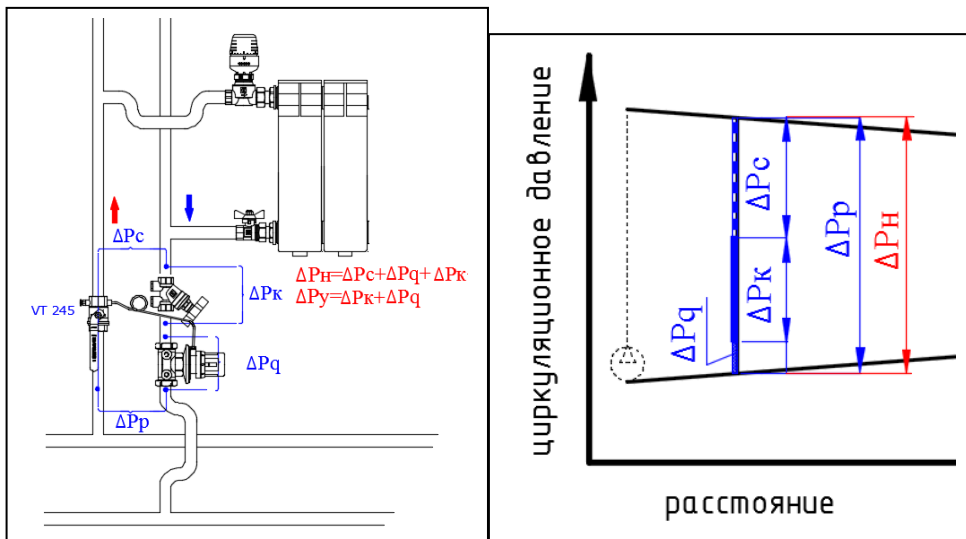 ΔPc
ΔPн=ΔPc+ΔPq+ΔPк
ΔPу=ΔPк+ΔPq
ΔPк
VT 245
ΔPq
ΔPр
циркуляционное давление
ΔPc
ΔPр
ΔPн
ΔPк
ΔPq
расстояние